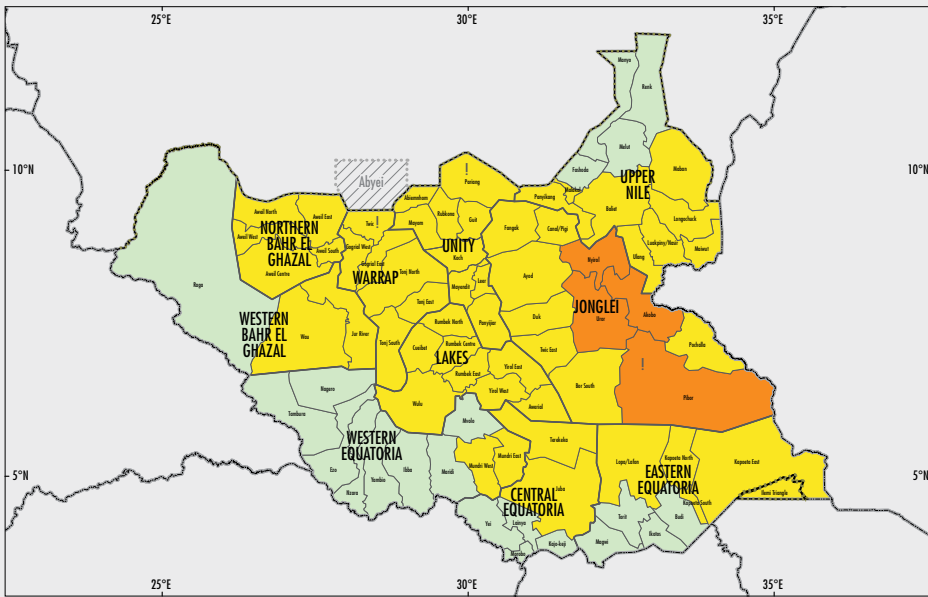 25°E
30°E
35°E
Manyo
Renk
10°N
10°N
Melut
Fashoda
Maban
UPPER
NILE
Abyei
!
Pariang
Abiemnhom
Panyikang
Malakal
Baliet
Rubkona
Guit
Mayom
Aweil North
Aweil East
Twic
!
Longochuk
Fangak
Canal/Pigi
NORTHERN
BAHR EL
GHAZAL
Aweil West
Aweil South
Gogrial West
UNITY
Luakpiny/Nasir
Maiwut
Ulang
Koch
Nyirol
Gogrial East
Tonj North
WARRAP
Aweil Centre
Ayod
Leer
Mayendit
Raga
Tonj East
JONGLEI
Uror
Akobo
Duk
Rumbek North
Panyijiar
WESTERN
BAHR EL
GHAZAL
Wau
Jur River
Tonj South
Cueibet
Rumbek Centre
LAKES
Twic East
Pochalla
Yirol East
Rumbek East
!
Yirol West
Bor South
Pibor
Nagero
Wulu
Awerial
Tambura
Mvolo
WESTERN
EQUATORIA
Terekeka
Mundri East
Mundri West
Ezo
Yambio
Ibba
Maridi
Lopa/Lafon
Kapoeta North
Kapoeta East
EASTERN
EQUATORIA
5°N
5°N
Nzara
Juba
CENTRAL
EQUATORIA
Ilemi Triangle
Kapoeta South
Yei
Lainya
Torit
Budi
Ikotos
Magwi
Kajo-keji
Morobo
25°E
30°E
35°E